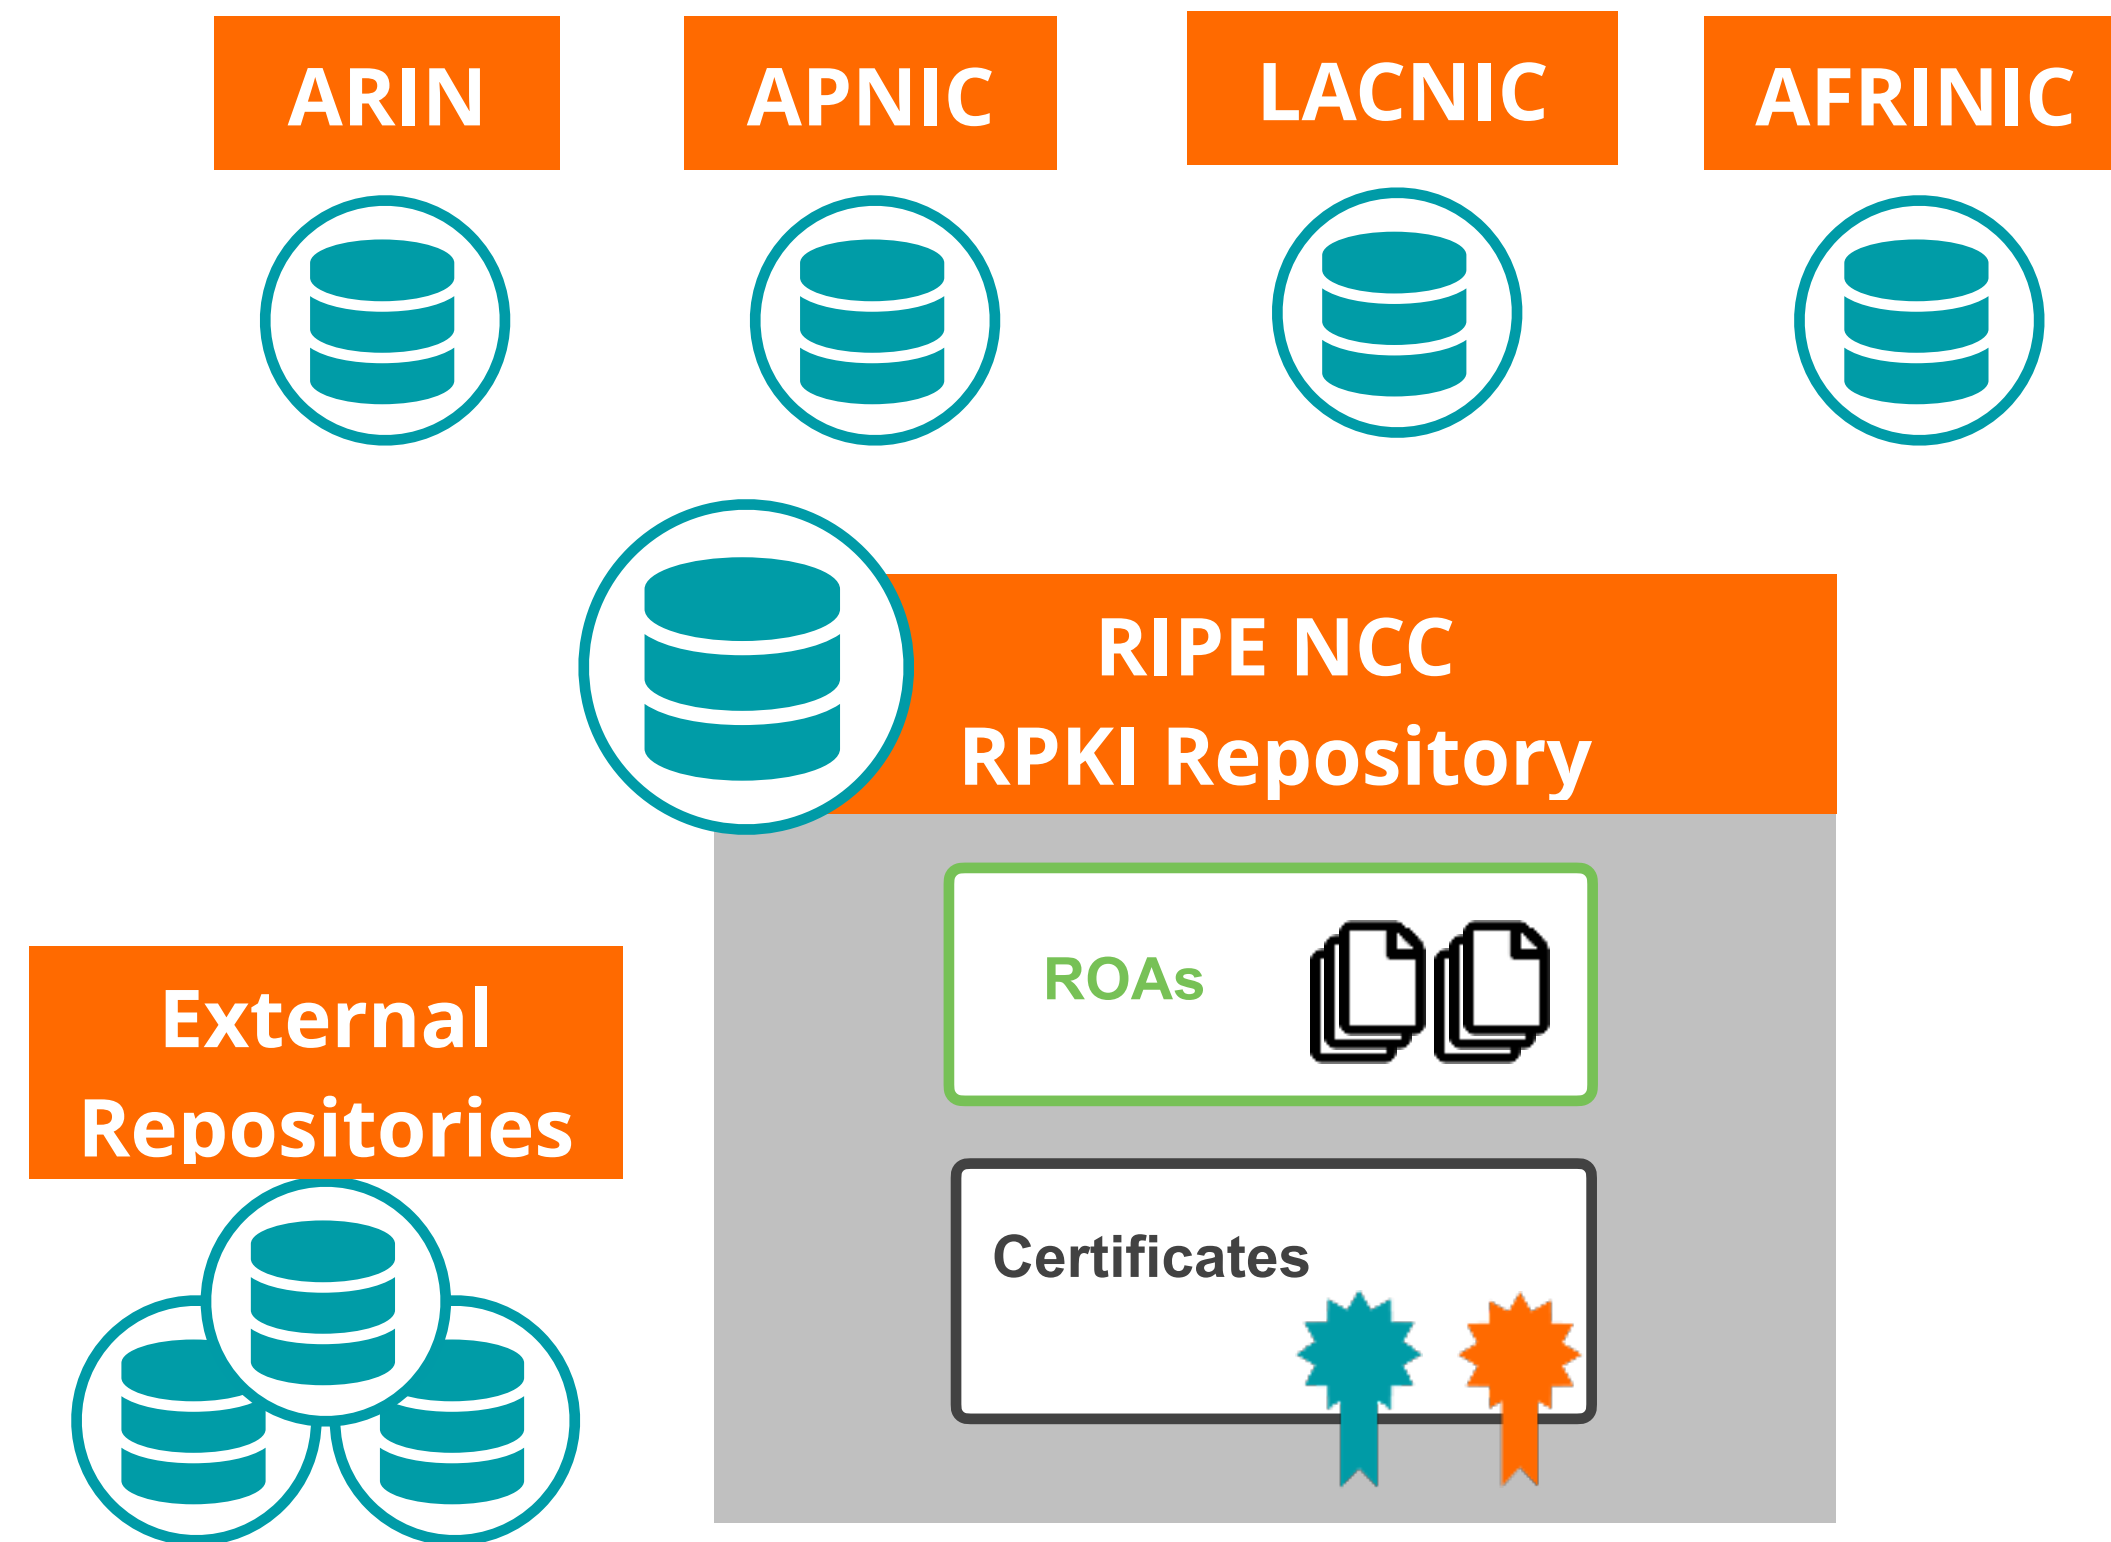 ARIN
APNIC
LACNIC
AFRINIC
RIPE NCC
RPKI Repository
ROAs
Certificates
External
Repositories